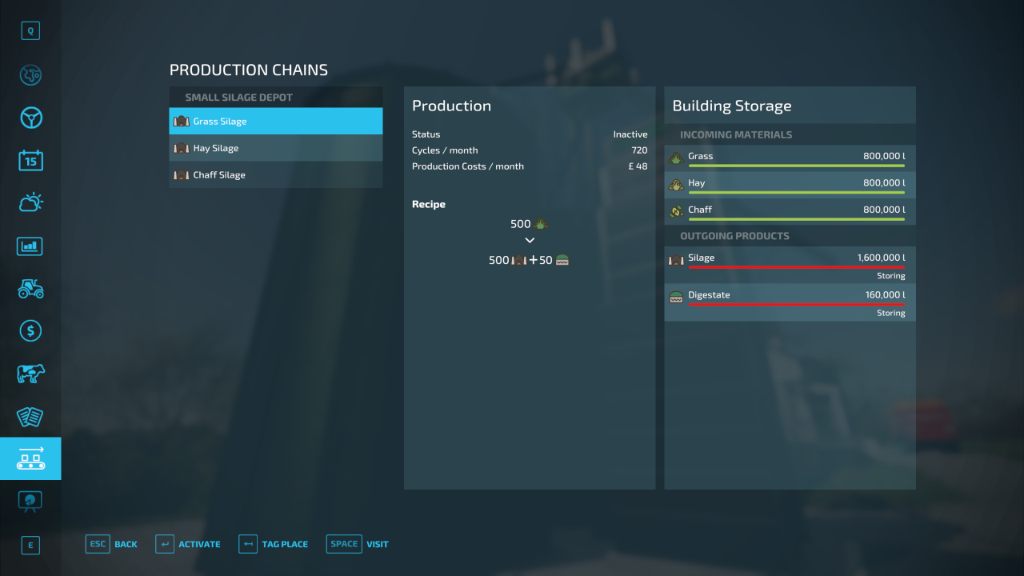 Q
PRODUCTION CHAINS
SMALL SILAGE DEPOT
Grass Silage
Hay Silage
Chaff Silage
15
$
E
Production
Status Inactive
Cycles / month 720
Production Costs / month £ 48
Recipe
500
500 + 50
Building Storage
INCOMING MATERIALS
Grass 800,000 l
Hay 800,000 l
Chaff 800,000 l
OUTGOING PRODUCTS
Silage 1,600,000 l
Storing
Digestate 160,000 l
Storing
ESC BACK ACTIVATE TAG PLACE SPACE VISIT